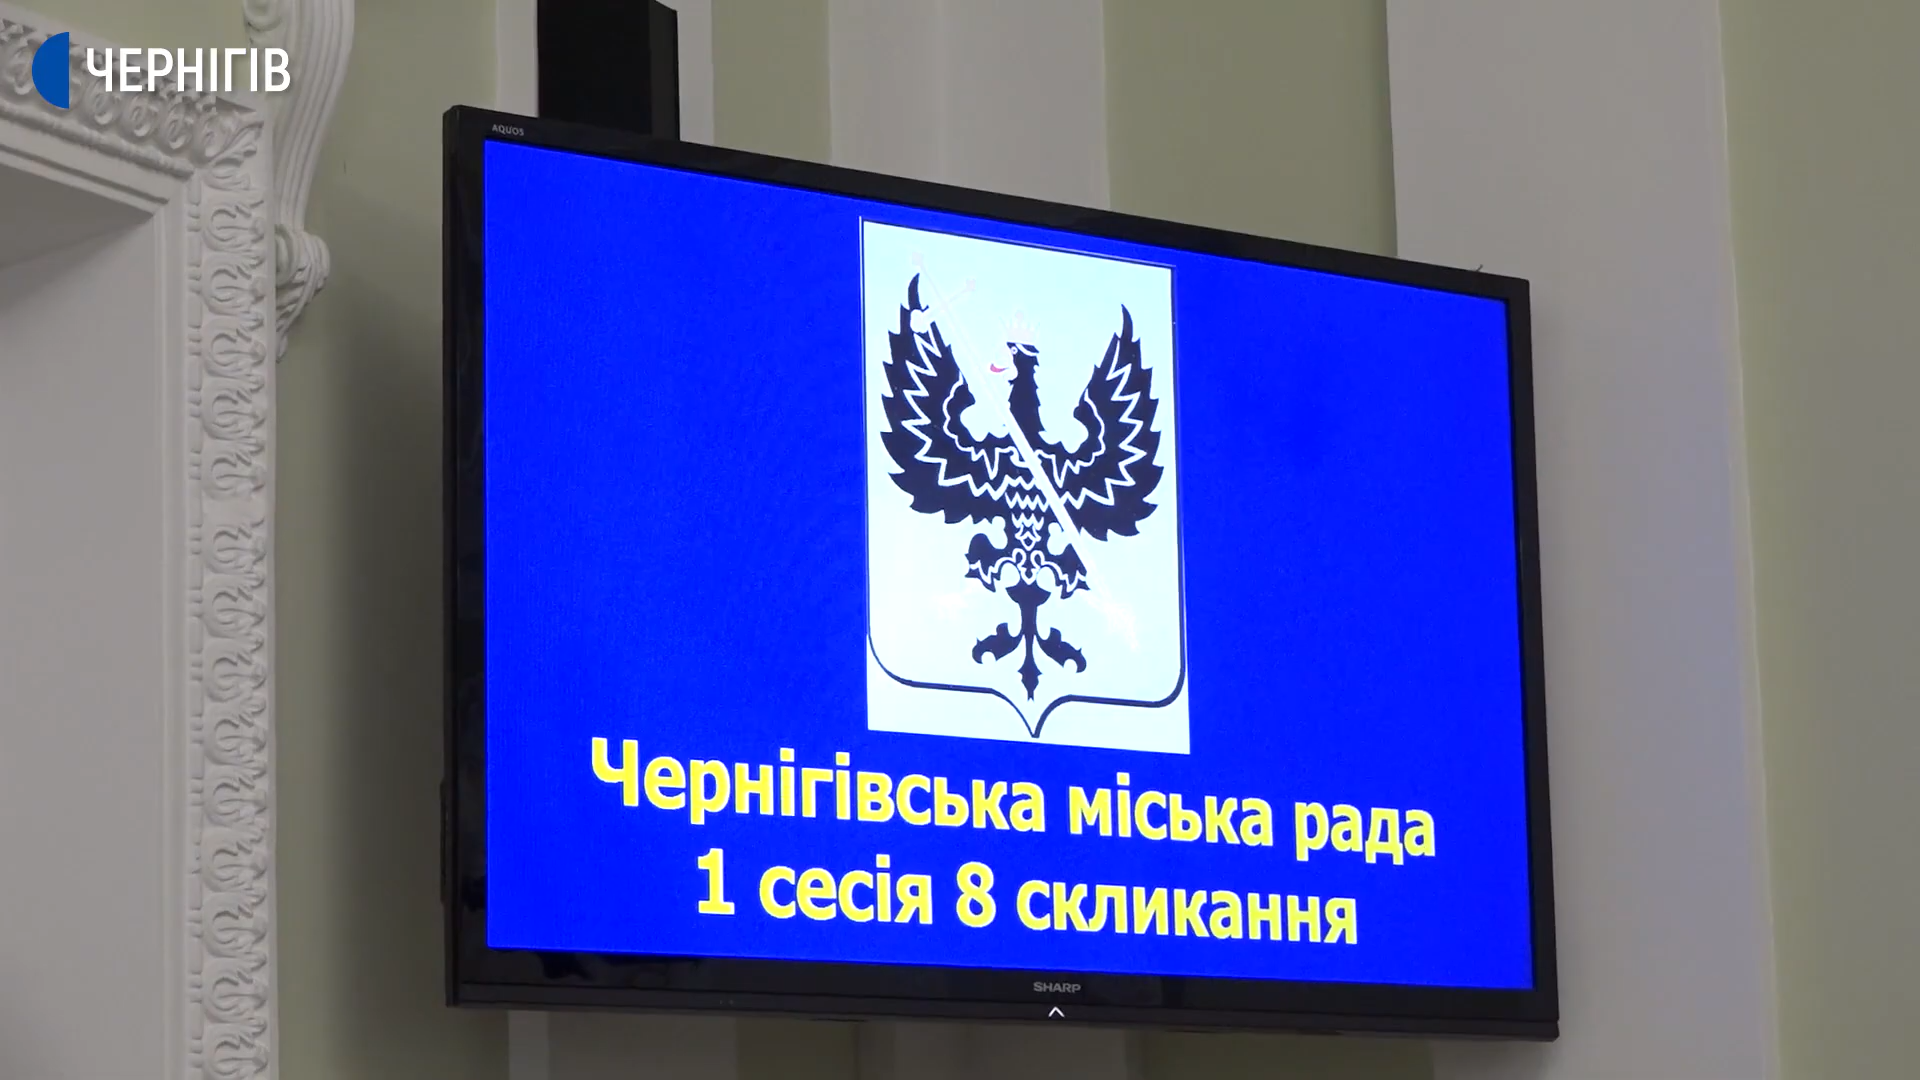 ЧЕРНІГІВ
AQUOS
Чернігівська міська рада
1 сесія 8 скликання
SHARP